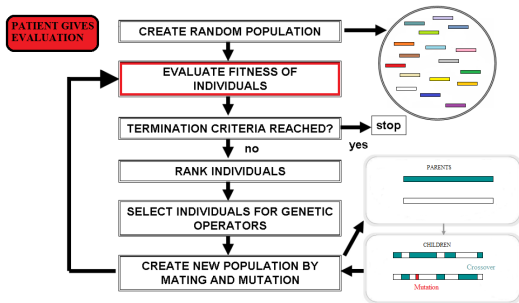 PATIENT GIVES
EVALUATION
CREATE RANDOM POPULATION
EVALUATE FITNESS OF
INDIVIDUALS
TERMINATION CRITERIA REACHED?
stop
yes
no
RANK INDIVIDUALS
SELECT INDIVIDUALS FOR GENETIC
OPERATORS
CREATE NEW POPULATION BY
MATING AND MUTATION
PARENTS
CHILDREN
Crossover
Mutation